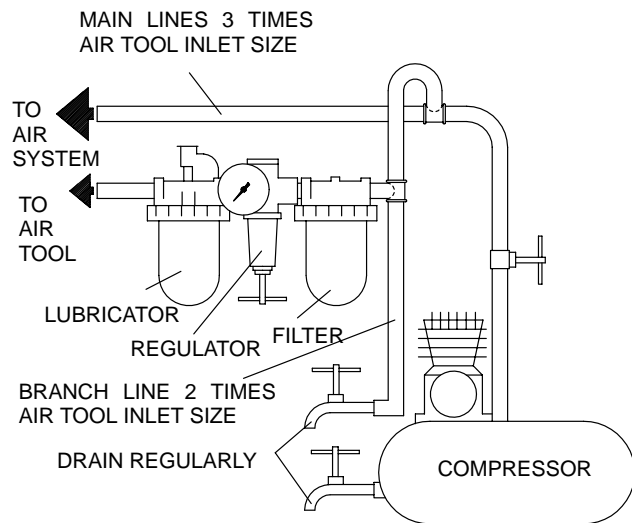 MAIN LINES 3 TIMES
AIR TOOL INLET SIZE
TO
AIR
SYSTEM
TO
AIR
TOOL
LUBRICATOR
REGULATOR
FILTER
BRANCH LINE 2 TIMES
AIR TOOL INLET SIZE
DRAIN REGULARLY
COMPRESSOR